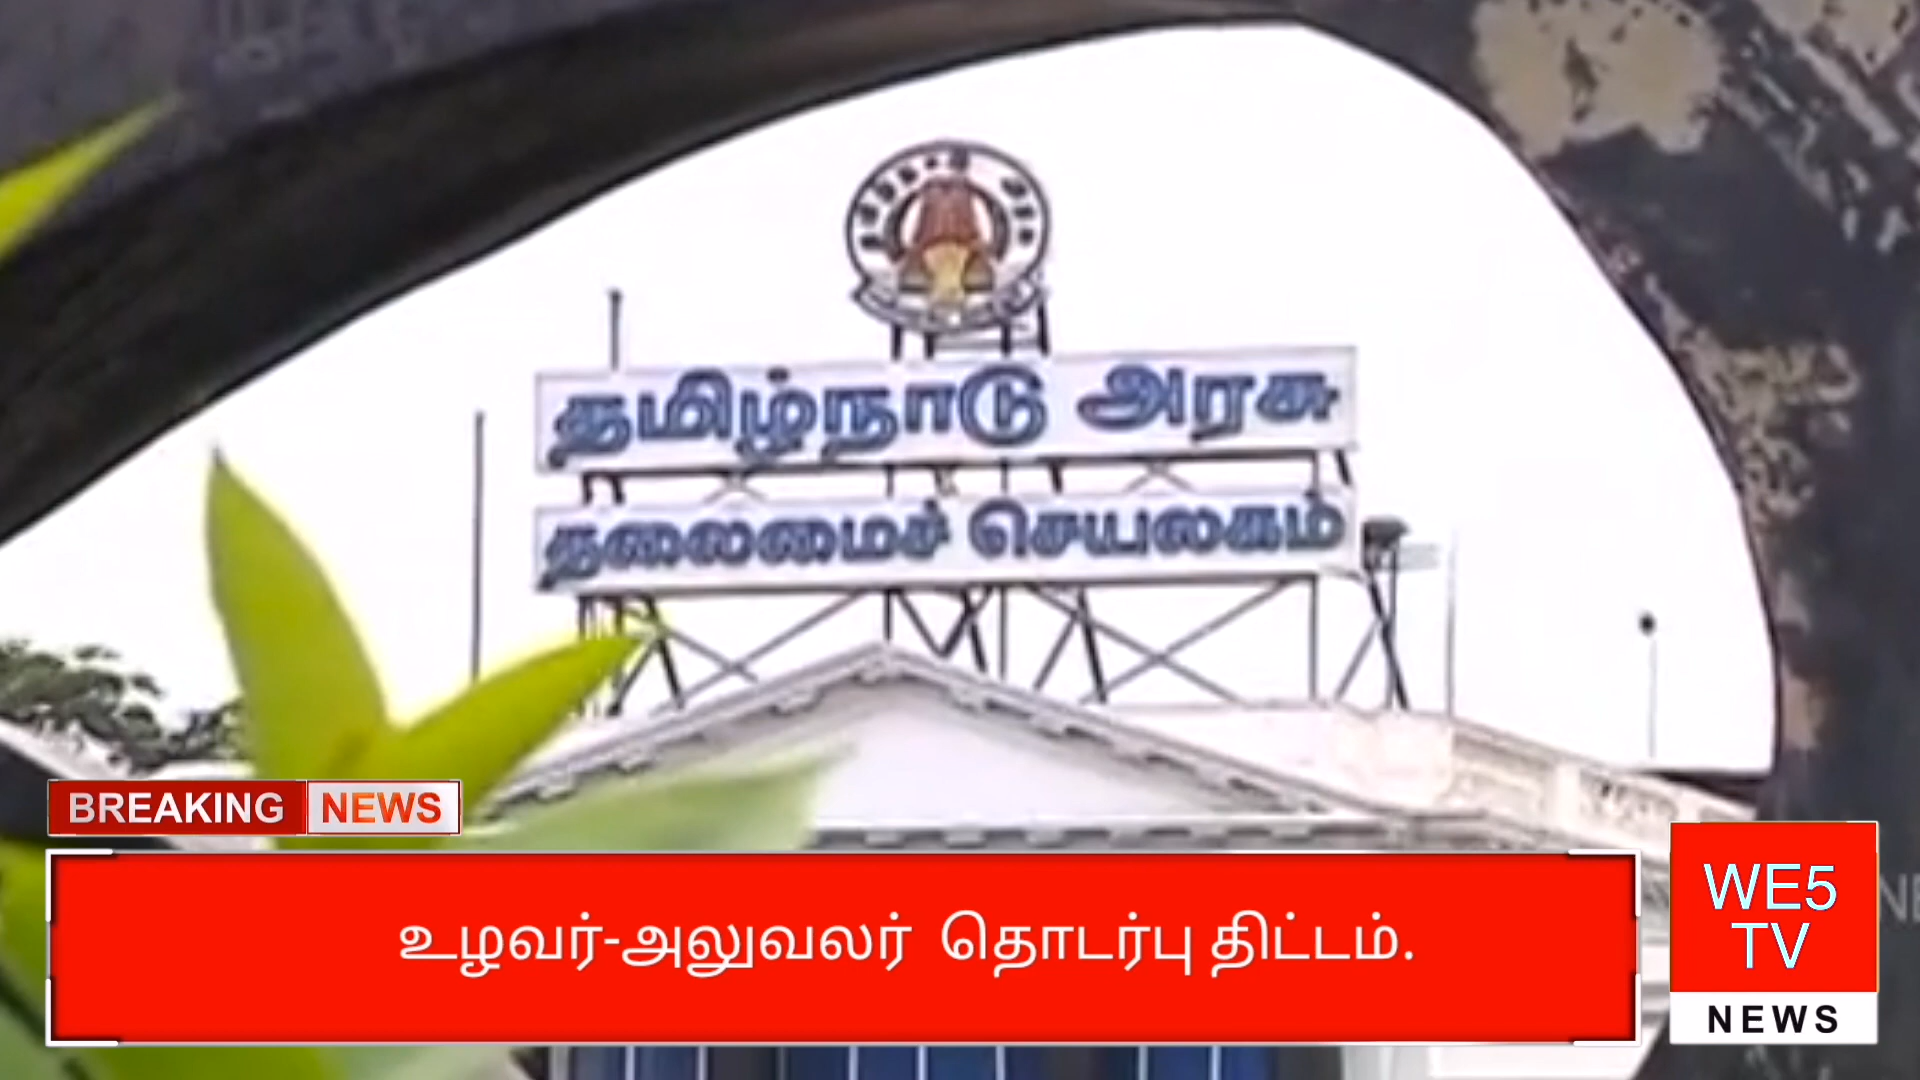 தமிழ்நாடு அரசு
தலைமைச் செயலகம்
BREAKING NEWS
உழவர்-அலுவலர் தொடர்பு திட்டம்.
WE5
TV
NEWS